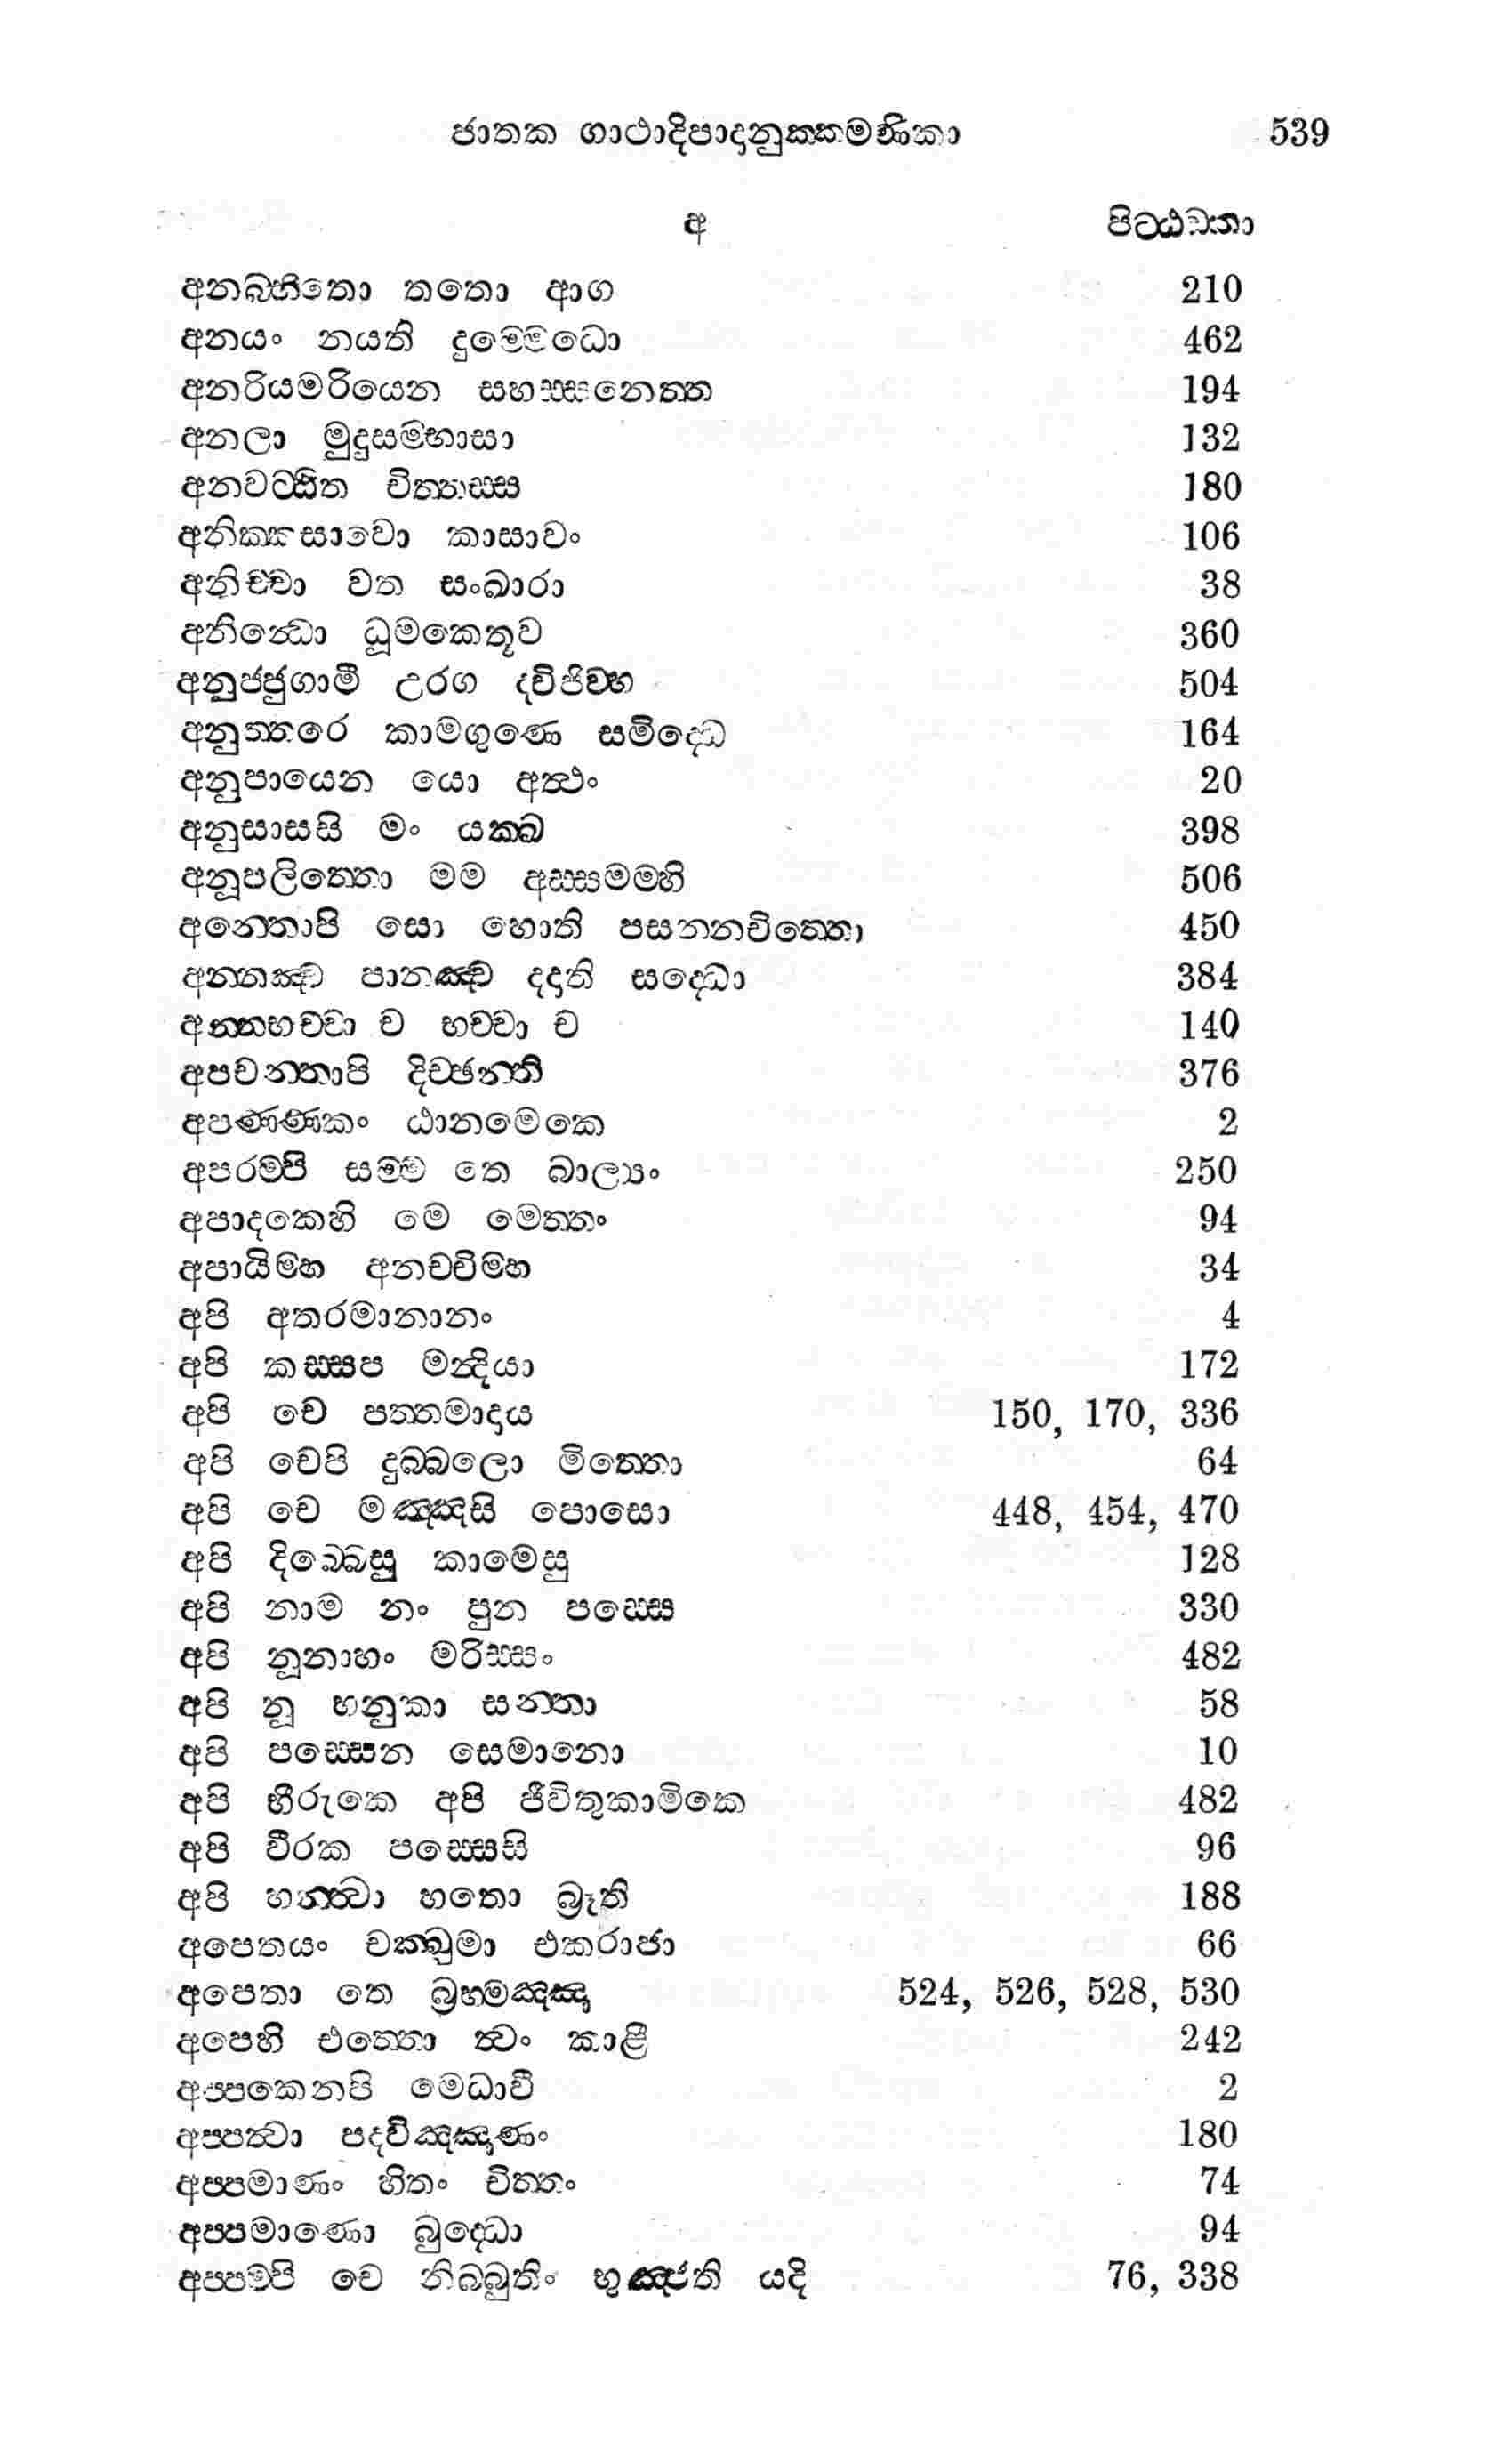 ජාතක ගාථාදිපාදානුක්කමණිකා 539
අ පිට්ඨඞ්කා
අනබ්භිතො තතො ආග 210
අනයං නයති දුම්මෙධො 462
අනරියමරියෙන සහස්සනෙත්ත 194
අනලා මුදුසම්භාසා 132
අනවට්ඨිත චිත්තස්ස 180
අනික්කසාවො කාසාවං 106
අනිච්චා වත සංඛාරා 38
අනින්ධො ධූමකෙතූව 360
අනුජ්ජුගාමී උරග ද්විජිව්හ 504
අනුත්තරෙ කාමගුණෙ සමිද්ධෙ 164
අනුපායෙන යො අත්ථං 20
අනුසාසසි මං යක්ඛ 398
අනූපලිත්තො මම අස්සමම්හි 506
අන්තොපි සො හොති පසන්නචිත්තො 450
අන්නඤ්ච පානඤ්ච දදාති සද්ධො 384
අන්නභච්චා ච භච්චා ච 140
අපචන්තාපි දිච්ඡන්ති 376
අපණ්ණකං ඨානමෙකෙ 2
අපරම්පි සම්ම තෙ බාල්‍යං 250
අපාදකෙහි මෙ මෙත්තං 94
අපායිම්හ අනච්චිම්හ 34
අපි අතරමානානං 4
අපි කස්සප මන්දියා 172
අපි චෙ පත්තමාදාය 150, 170, 336
අපි චෙපි දුබ්බලො මිත්තො 64
අපි චෙ මඤ්ඤසි පොසො 448, 454, 470
අපි දිබ්බෙසු කාමෙසු 128
අපි නාම නං පුන පස්සෙ 330
අපි නූනාහං මරිස්සං 482
අපි නූ හනුකා සන්තා 58
අපි පස්සෙන සෙමානො 10
අපි භීරුකෙ අපි ජීවිතුකාමිකෙ 482
අපි වීරක පස්සෙසි 96
අපි හන්ත්වා හතො බ්‍රූති 188
අපෙතයං චක්ඛුමා එකරාජා 66
අපෙතා තෙ බ්‍රහ්මඤ්ඤා 524, 526, 528, 530
අපෙහි එත්තො ත්වං කාළී 242
අප්පකෙනපි මෙධාවී 2
අප්පත්වා පදවිඤ්ඤාණං 180
අප්පමාණං හිතං චිත්තං 74
අප්පමාණො බුද්ධො 94
අප්පම්පි චෙ නිබ්බුතිං භුඤ්ජති යදි 76, 338